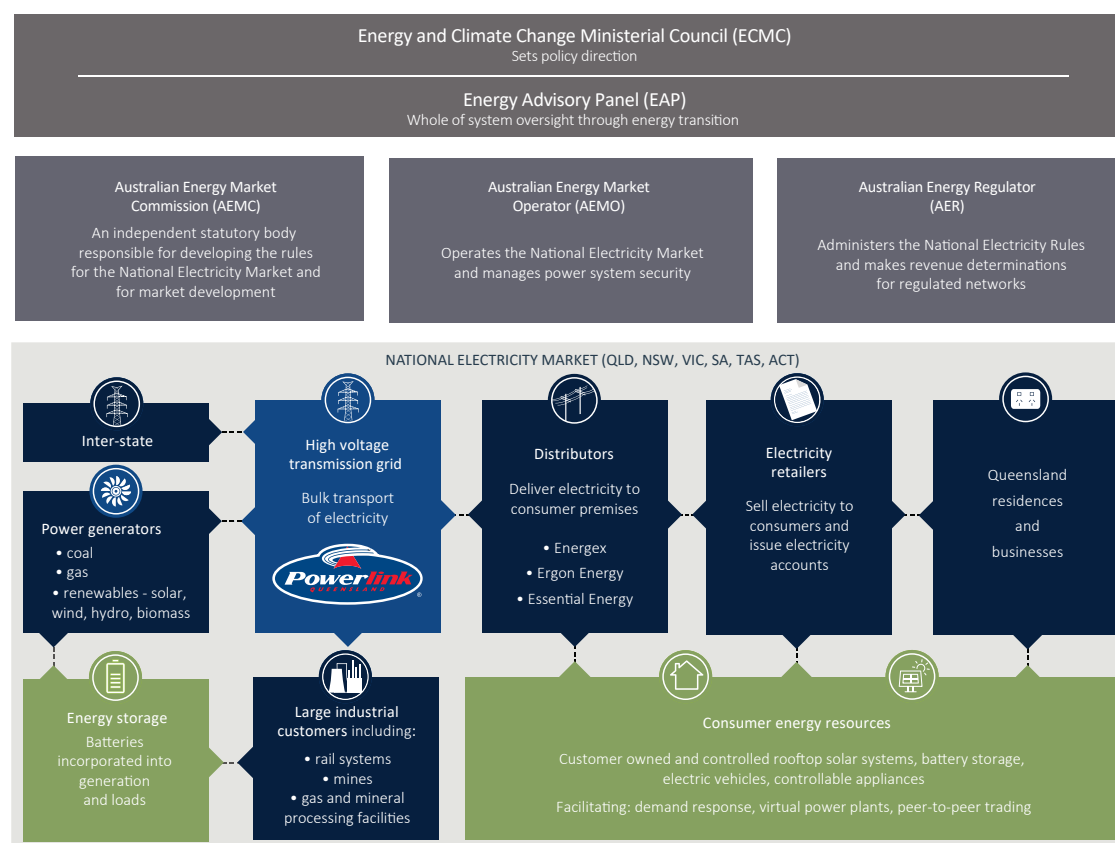 Energy and Climate Change Ministerial Council (ECMC)
Sets policy direction
Energy Advisory Panel (EAP)
Whole of system oversight through energy transition
Australian Energy Market
Commission (AEMC)
An independent statutory body
responsible for developing the rules
for the National Electricity Market and
for market development
Australian Energy Market
Operator (AEMO)
Operates the National Electricity Market
and manages power system security
Australian Energy Regulator
(AER)
Administers the National Electricity Rules
and makes revenue determinations
for regulated networks
NATIONAL ELECTRICITY MARKET (QLD, NSW, VIC, SA, TAS, ACT)
Inter-state
Power generators
• coal
• gas
• renewables - solar,
wind, hydro, biomass
High voltage
transmission grid
Bulk transport
of electricity
Powerlink
QUEENSLAND
®
Distributors
Deliver electricity to
consumer premises
• Energex
• Ergon Energy
• Essential Energy
Electricity
retailers
Sell electricity to
consumers and
issue electricity
accounts
Queensland
residences
and
businesses
Energy storage
Batteries
incorporated into
generation
and loads
Large industrial
customers including:
• rail systems
• mines
• gas and mineral
processing facilities
Consumer energy resources
Customer owned and controlled rooftop solar systems, battery storage,
electric vehicles, controllable appliances
Facilitating: demand response, virtual power plants, peer-to-peer trading